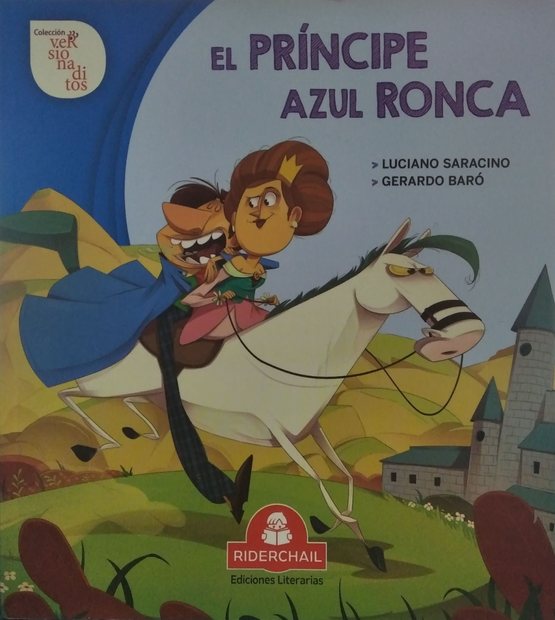 Colección
veR
sio
na
di
tos
EL PRÍNCIPE
AZUL RONCA
> LUCIANO SARACINO
> GERARDO BARÓ
RIDERCHAIL
Ediciones Literarias